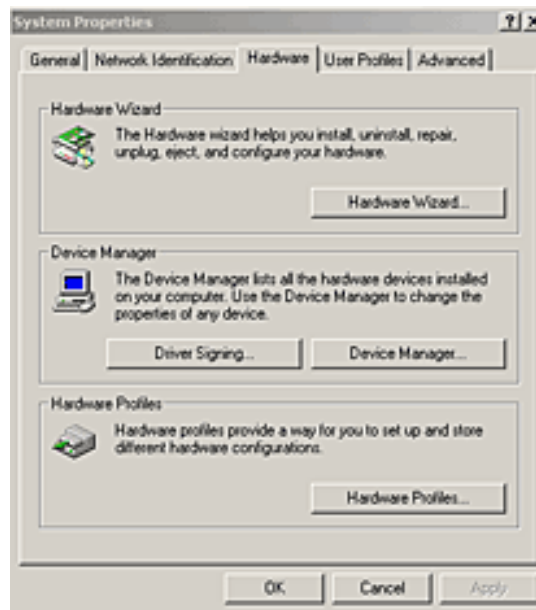 System Properties
? X
General Network Identification Hardware User Profiles Advanced
Hardware Wizard
The Hardware wizard helps you install, uninstall, repair,
unplug, eject, and configure your hardware.
Hardware Wizard...
Device Manager
The Device Manager lists all the hardware devices installed
on your computer. Use the Device Manager to change the
properties of any device.
Driver Signing... Device Manager...
Hardware Profiles
Hardware profiles provide a way for you to set up and store
different hardware configurations.
Hardware Profiles...
OK Cancel Apply